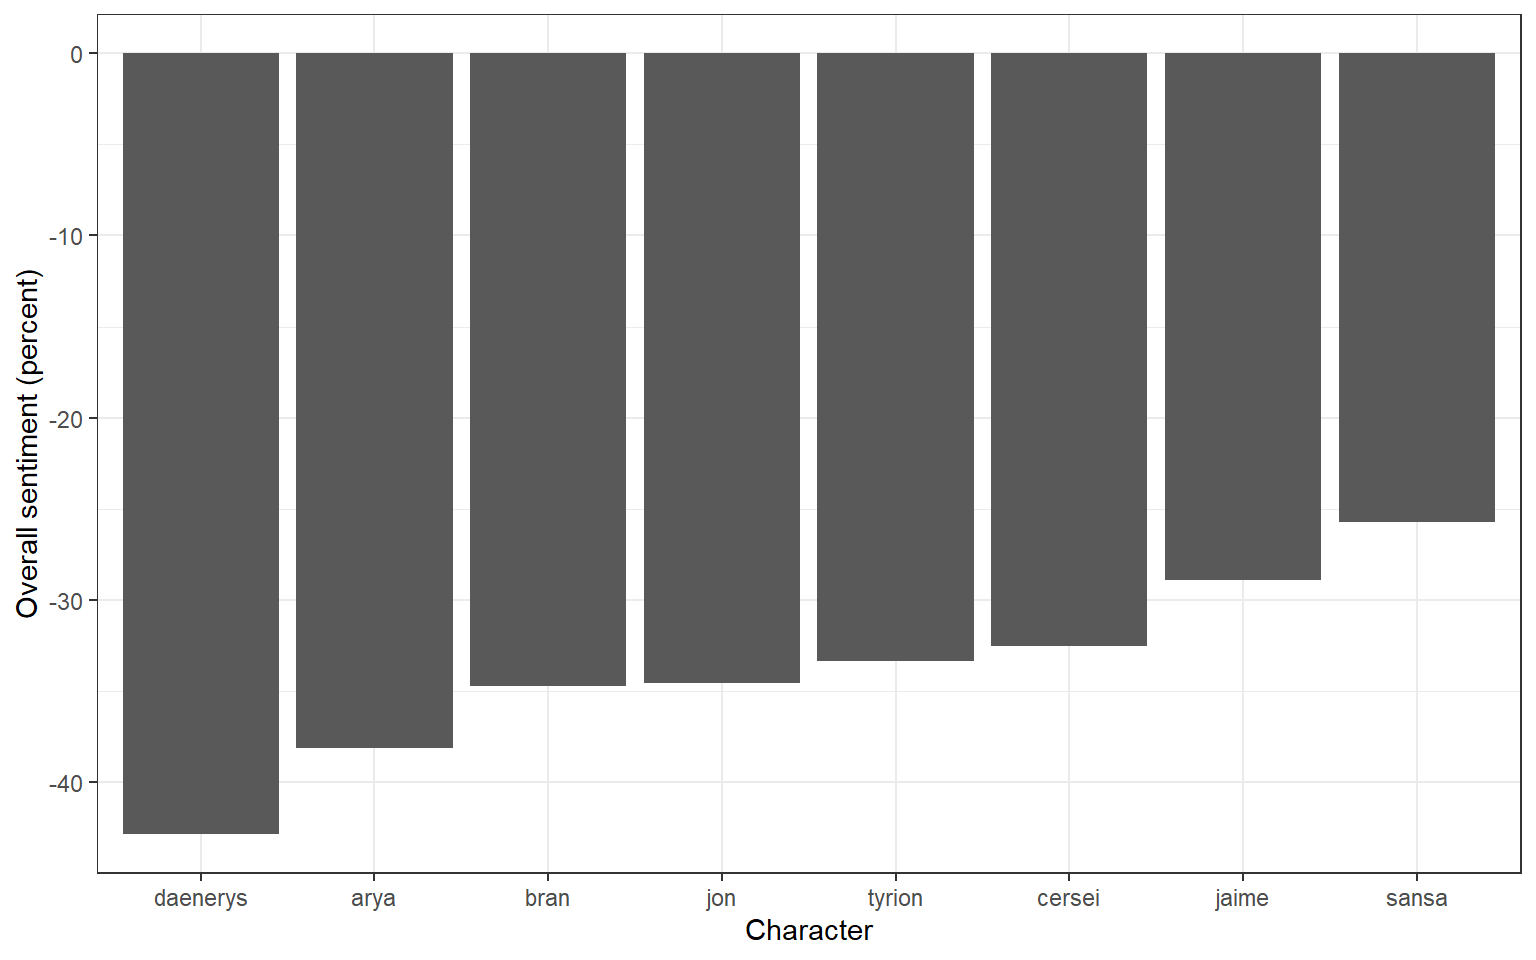 Overall sentiment (percent)
0
-10
-20
-30
-40
daenerys arya bran jon tyrion cersei jaime sansa
Character